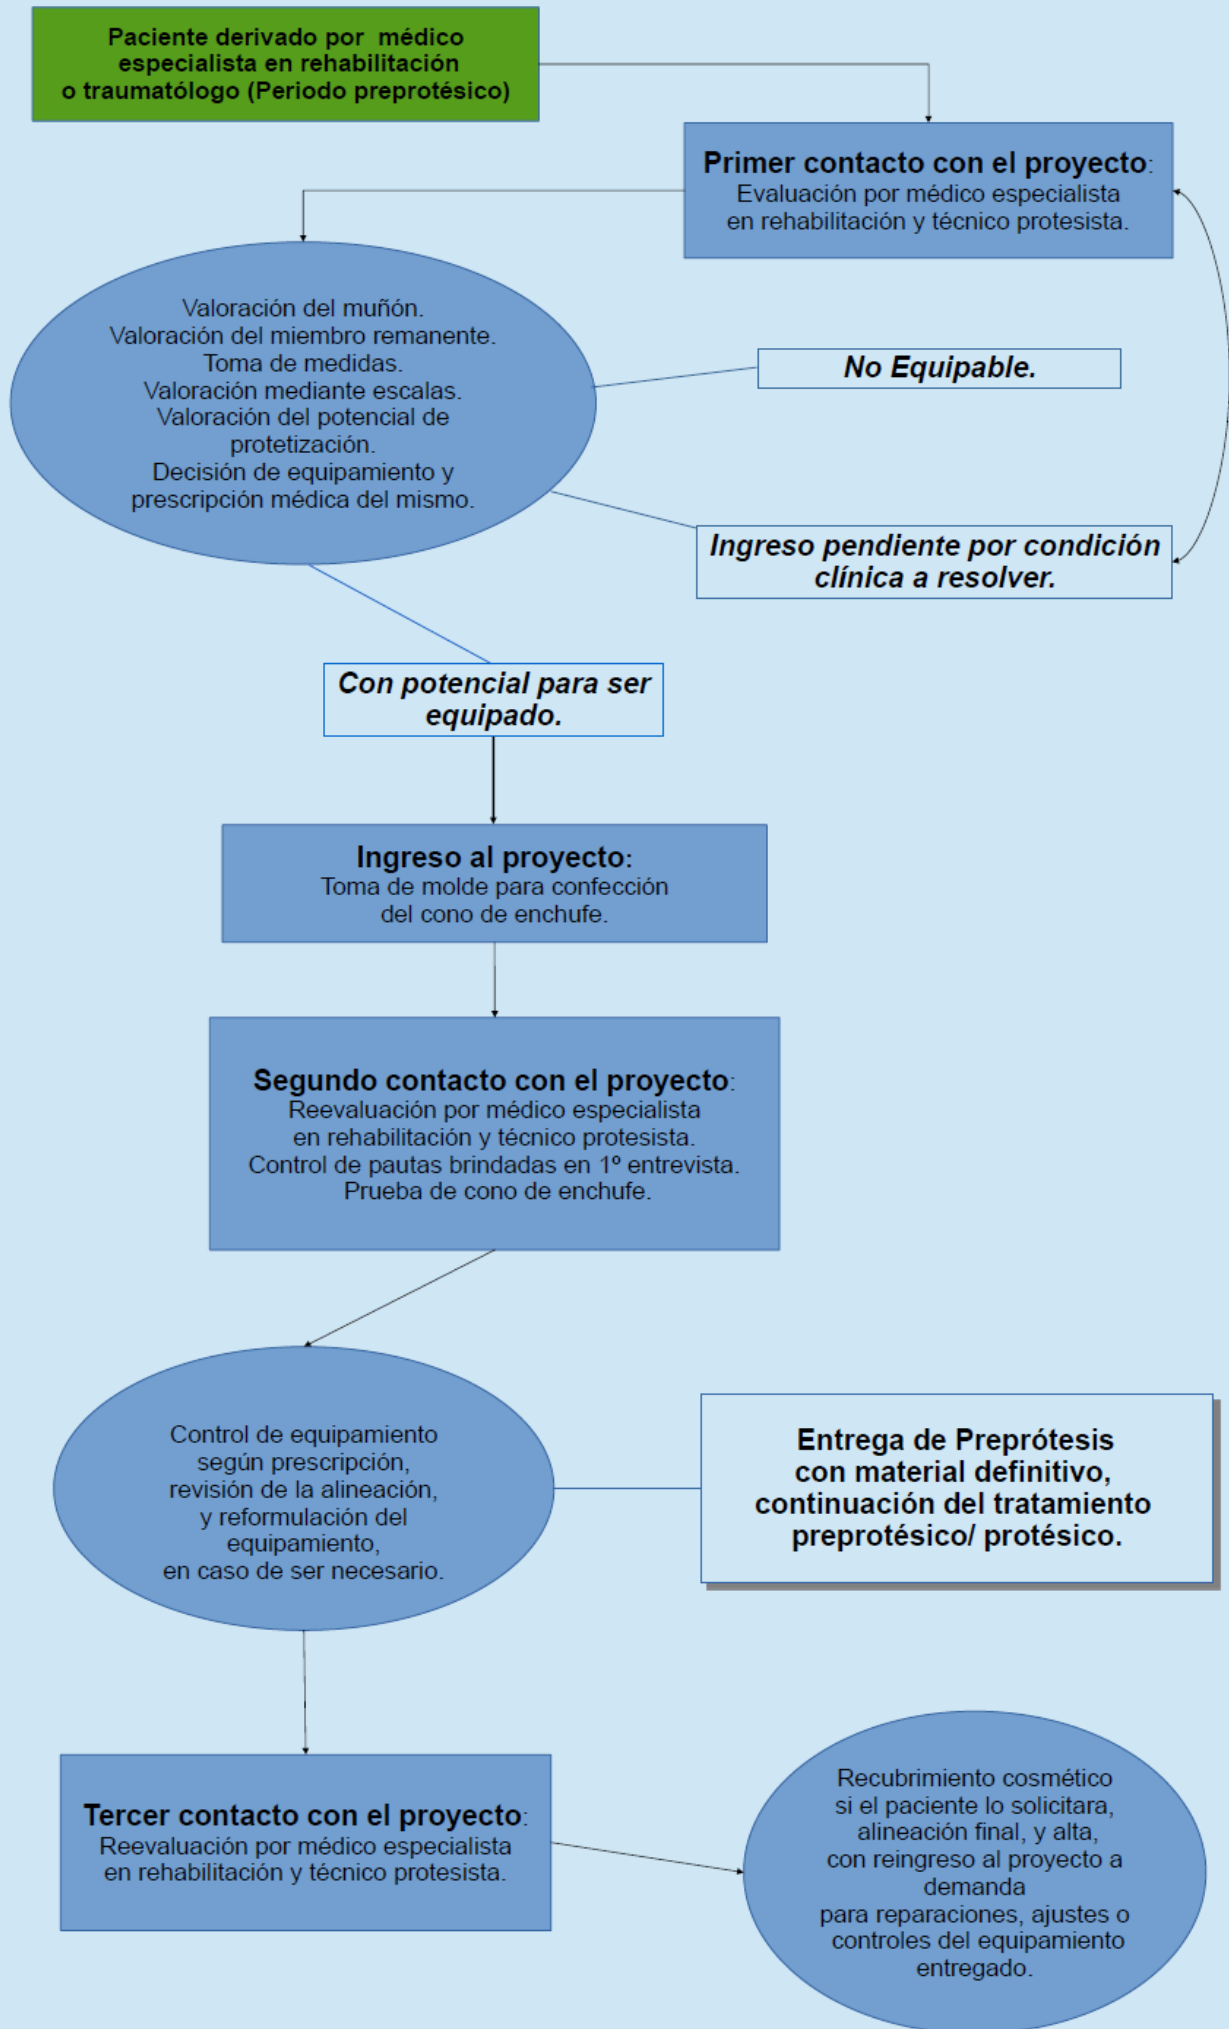 Paciente derivado por médico
especialista en rehabilitación
o traumatólogo (Periodo preprotésico)
Primer contacto con el proyecto:
Evaluación por médico especialista
en rehabilitación y técnico protesista.
Valoración del muñón.
Valoración del miembro remanente.
Toma de medidas.
Valoración mediante escalas.
Valoración del potencial de
protetización.
Decisión de equipamiento y
prescripción médica del mismo.
No Equipable.
Ingreso pendiente por condición
clínica a resolver.
Con potencial para ser
equipado.
Ingreso al proyecto:
Toma de molde para confección
del cono de enchufe.
Segundo contacto con el proyecto:
Reevaluación por médico especialista
en rehabilitación y técnico protesista.
Control de pautas brindadas en 1º entrevista.
Prueba de cono de enchufe.
Control de equipamiento
según prescripción,
revisión de la alineación,
y reformulación del
equipamiento,
en caso de ser necesario.
Entrega de Preprótesis
con material definitivo,
continuación del tratamiento
preprotésico/ protésico.
Tercer contacto con el proyecto:
Reevaluación por médico especialista
en rehabilitación y técnico protesista.
Recubrimiento cosmético
si el paciente lo solicitara,
alineación final, y alta,
con reingreso al proyecto a
demanda
para reparaciones, ajustes o
controles del equipamiento
entregado.